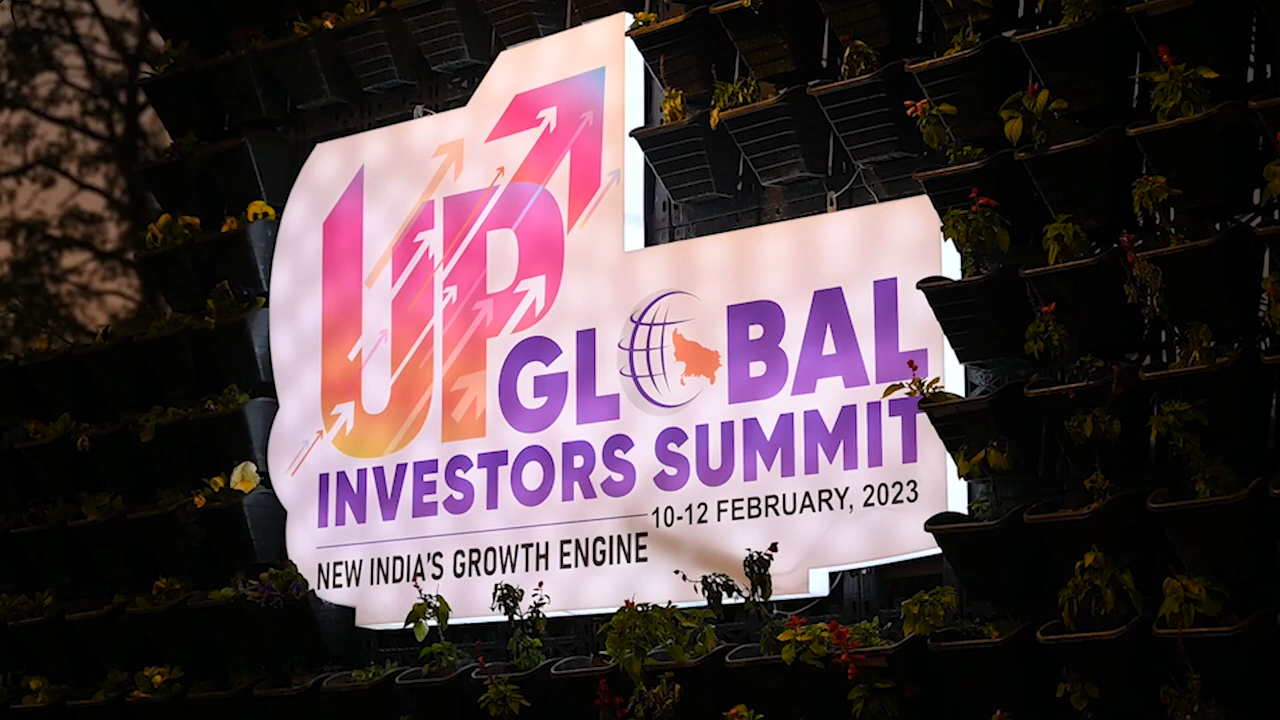 UP
GLOBAL
INVESTORS SUMMIT
10-12 FEBRUARY, 2023
NEW INDIA'S GROWTH ENGINE